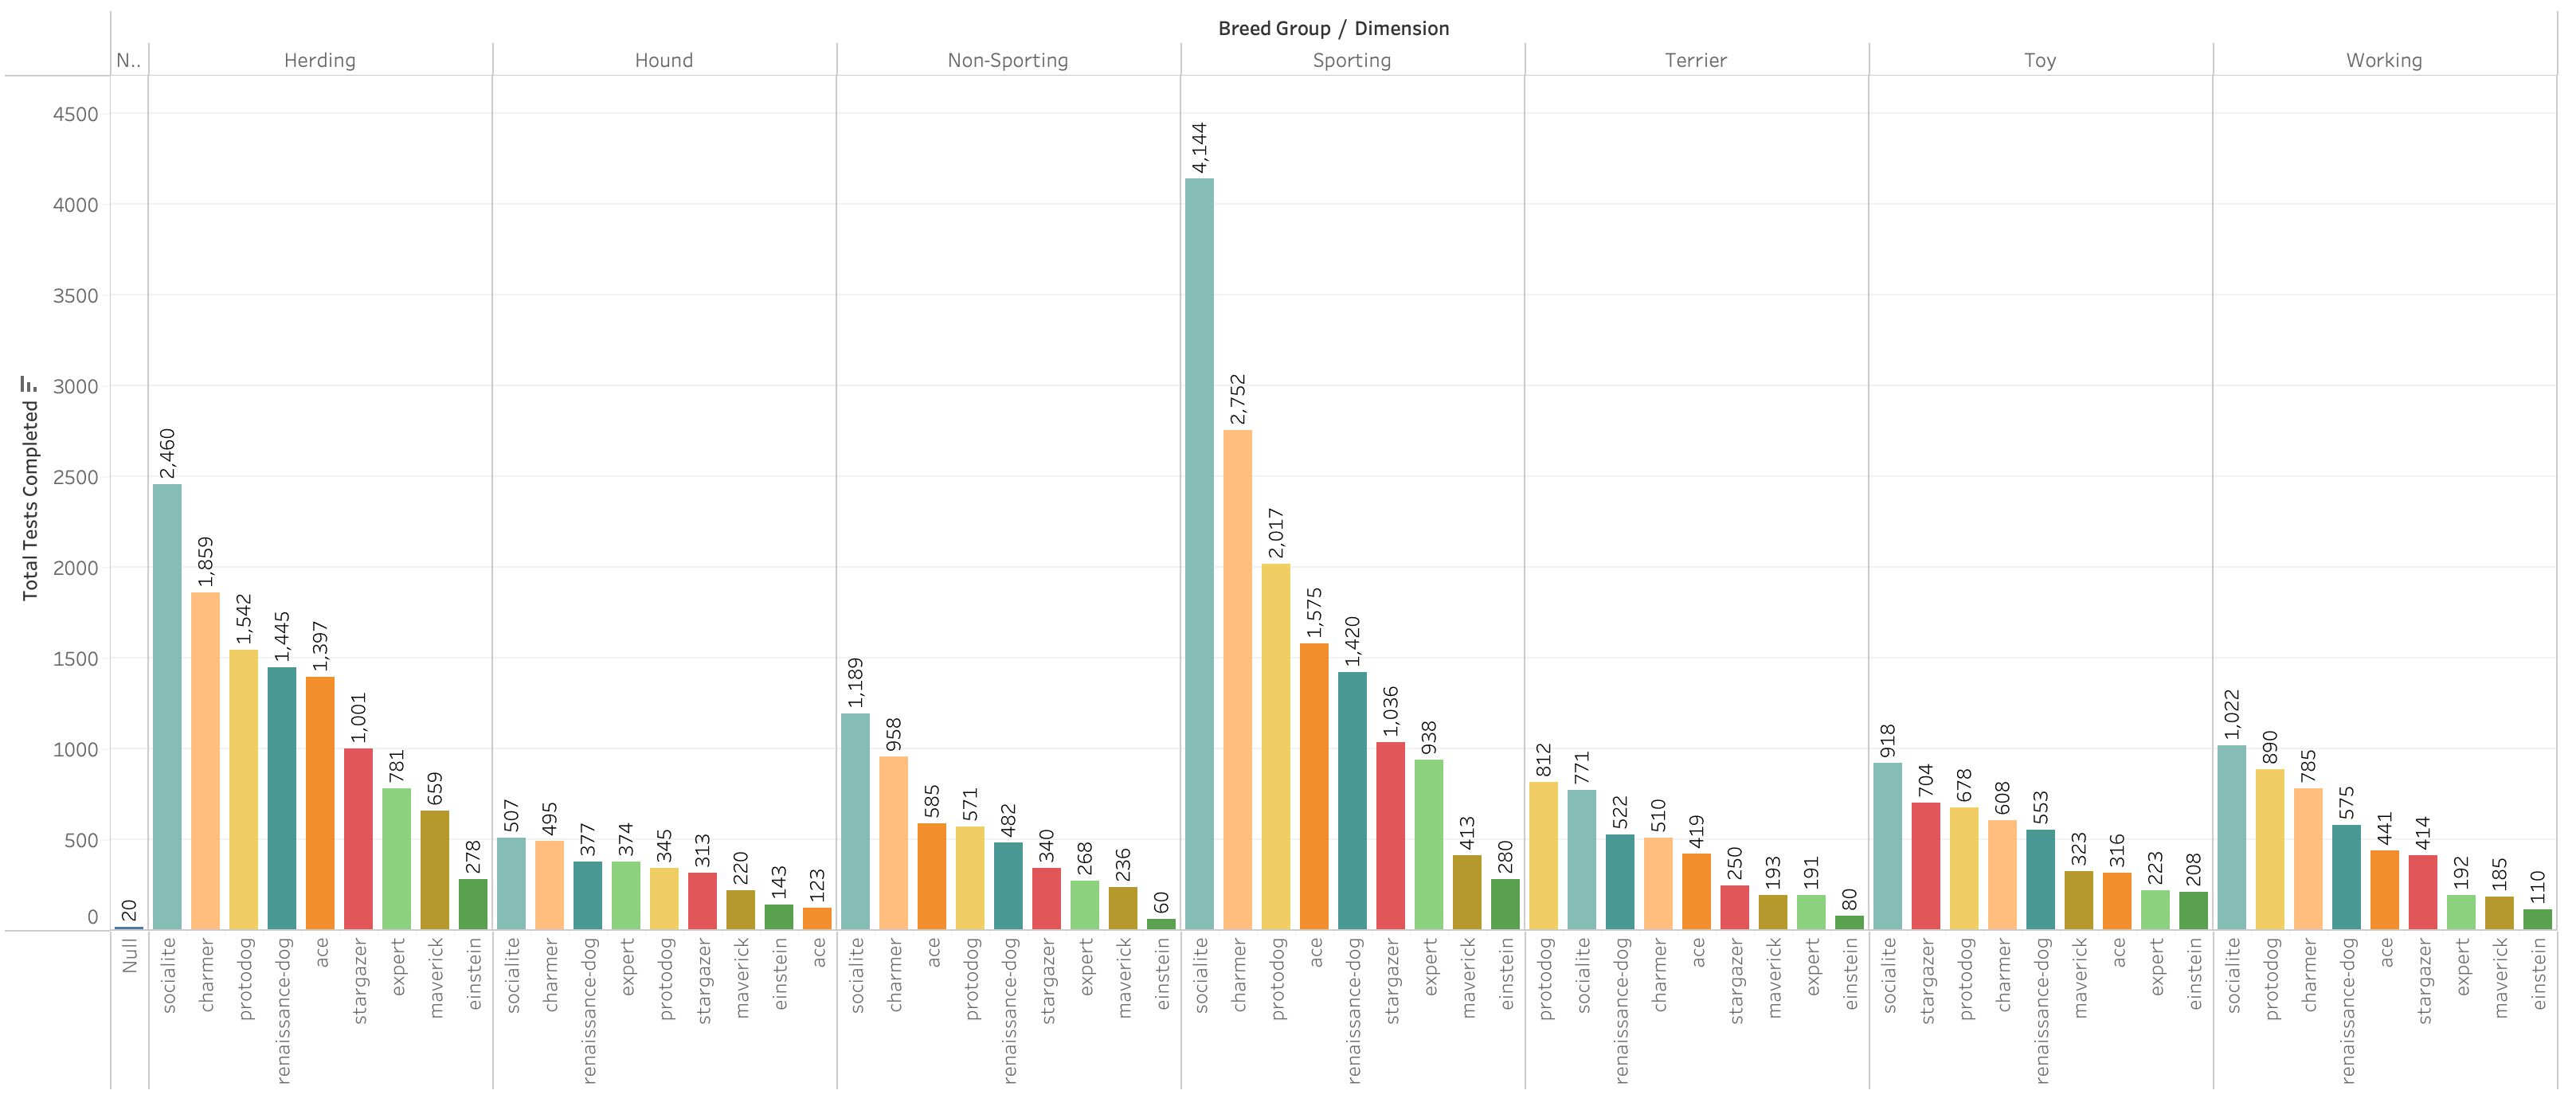 Breed Group / Dimension
N..
Herding
Hound
Non-Sporting
Sporting
Terrier
Toy
Working
Total Tests Completed
4500
4000
3500
3000
2500
2000
1500
1000
500
0
20
2,460
1,859
1,542
1,445
1,397
1,001
781
659
278
507
495
377
374
345
313
220
143
123
1,189
958
585
571
482
340
268
236
60
4,144
2,752
2,017
1,575
1,420
1,036
938
413
280
812
771
522
510
419
250
193
191
80
918
704
678
608
553
323
316
223
208
1,022
890
785
575
441
414
192
185
110
Null
socialite
charmer
protodog
renaissance-dog
ace
stargazer
expert
maverick
einstein
socialite
charmer
renaissance-dog
expert
protodog
stargazer
maverick
einstein
ace
socialite
charmer
ace
protodog
renaissance-dog
stargazer
expert
maverick
einstein
socialite
charmer
protodog
ace
renaissance-dog
stargazer
expert
maverick
einstein
protodog
socialite
renaissance-dog
charmer
ace
stargazer
maverick
expert
einstein
socialite
stargazer
protodog
charmer
renaissance-dog
maverick
ace
expert
einstein
socialite
protodog
charmer
renaissance-dog
ace
stargazer
expert
maverick
einstein